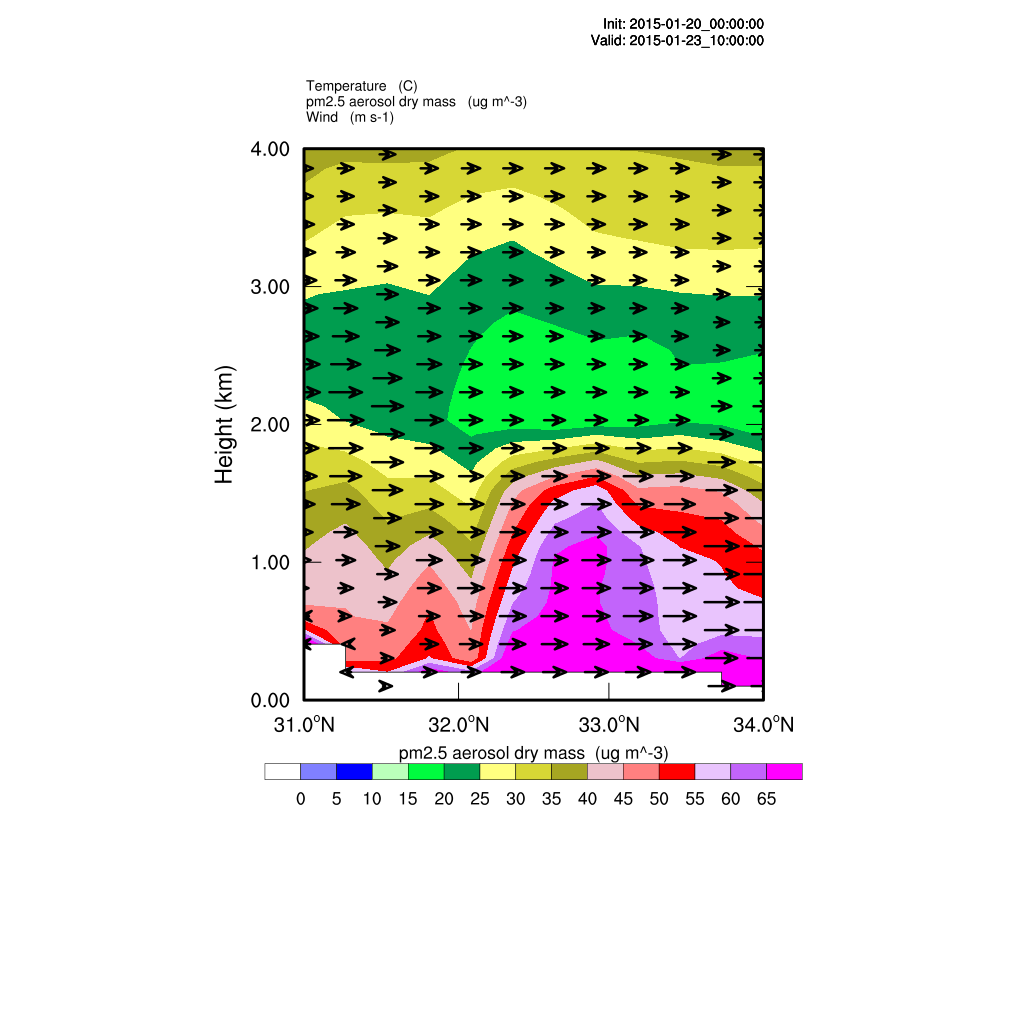 Init: 2015-01-20_00:00:00
Valid: 2015-01-23_10:00:00
Temperature (C)
pm2.5 aerosol dry mass (ug m^-3)
Wind (m s-1)
4.00
3.00
2.00
1.00
0.00
Height (km)
31.0°N 32.0°N 33.0°N 34.0°N
pm2.5 aerosol dry mass (ug m^-3)
0 5 10 15 20 25 30 35 40 45 50 55 60 65